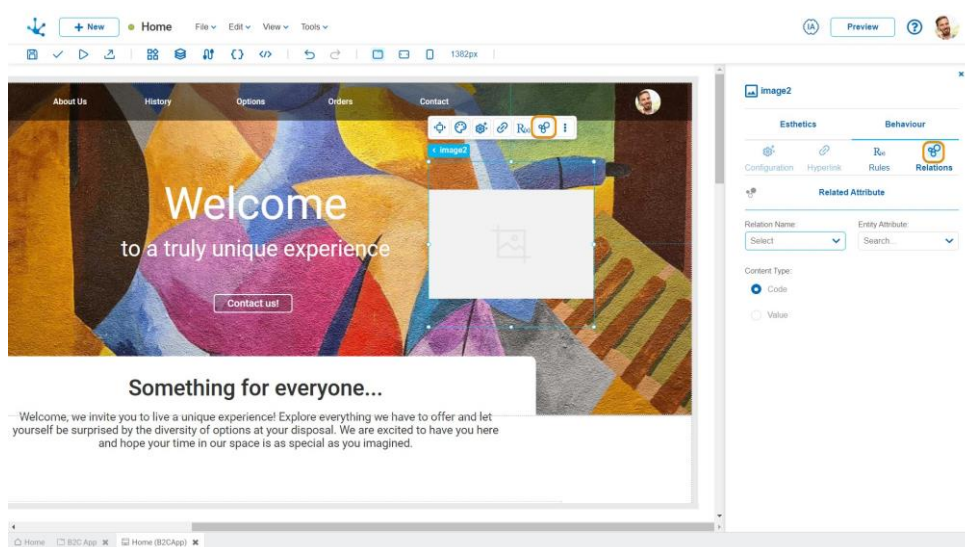 + New
Home
File
Edit
View
Tools
IA
Preview
?
1382px
About Us
History
Options
Orders
Contact
image2
Welcome
to a truly unique experience
Contact us!
Something for everyone...
Welcome, we invite you to live a unique experience! Explore everything we have to offer and let
yourself be surprised by the diversity of options at your disposal. We are excited to have you here
and hope your time in our space is as special as you imagined.
image2
Esthetics
Behaviour
Configuration
Hyperlink
Rules
Relations
Related Attribute
Relation Name:
Entity Attribute:
Select
Search...
Content Type:
Code
Value
Home
B2C App
Home (B2CApp)